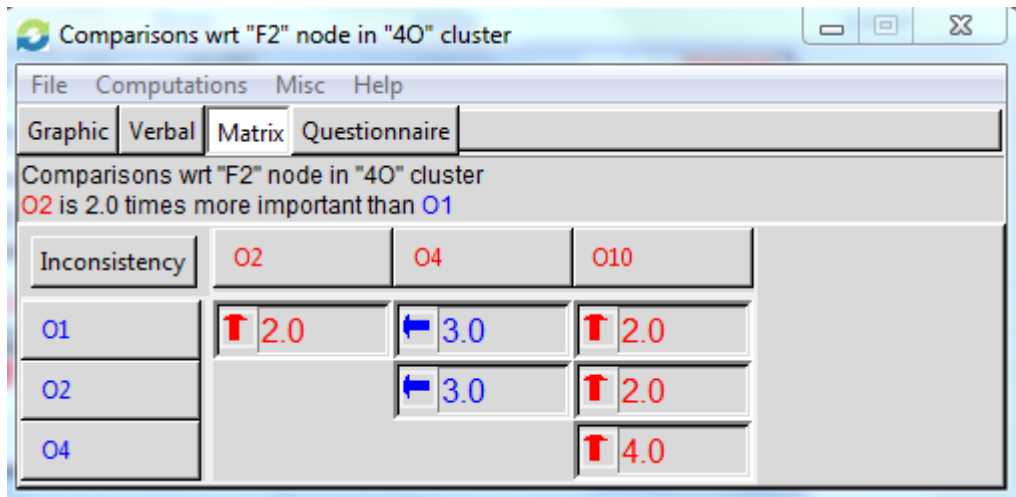 Comparisons wrt "F2" node in "4O" cluster
File Computations Misc Help
Graphic Verbal Matrix Questionnaire
Comparisons wrt "F2" node in "4O" cluster
O2 is 2.0 times more important than O1
Inconsistency O2 O4 O10
O1 2.0 3.0 2.0
O2 3.0 2.0
O4 4.0